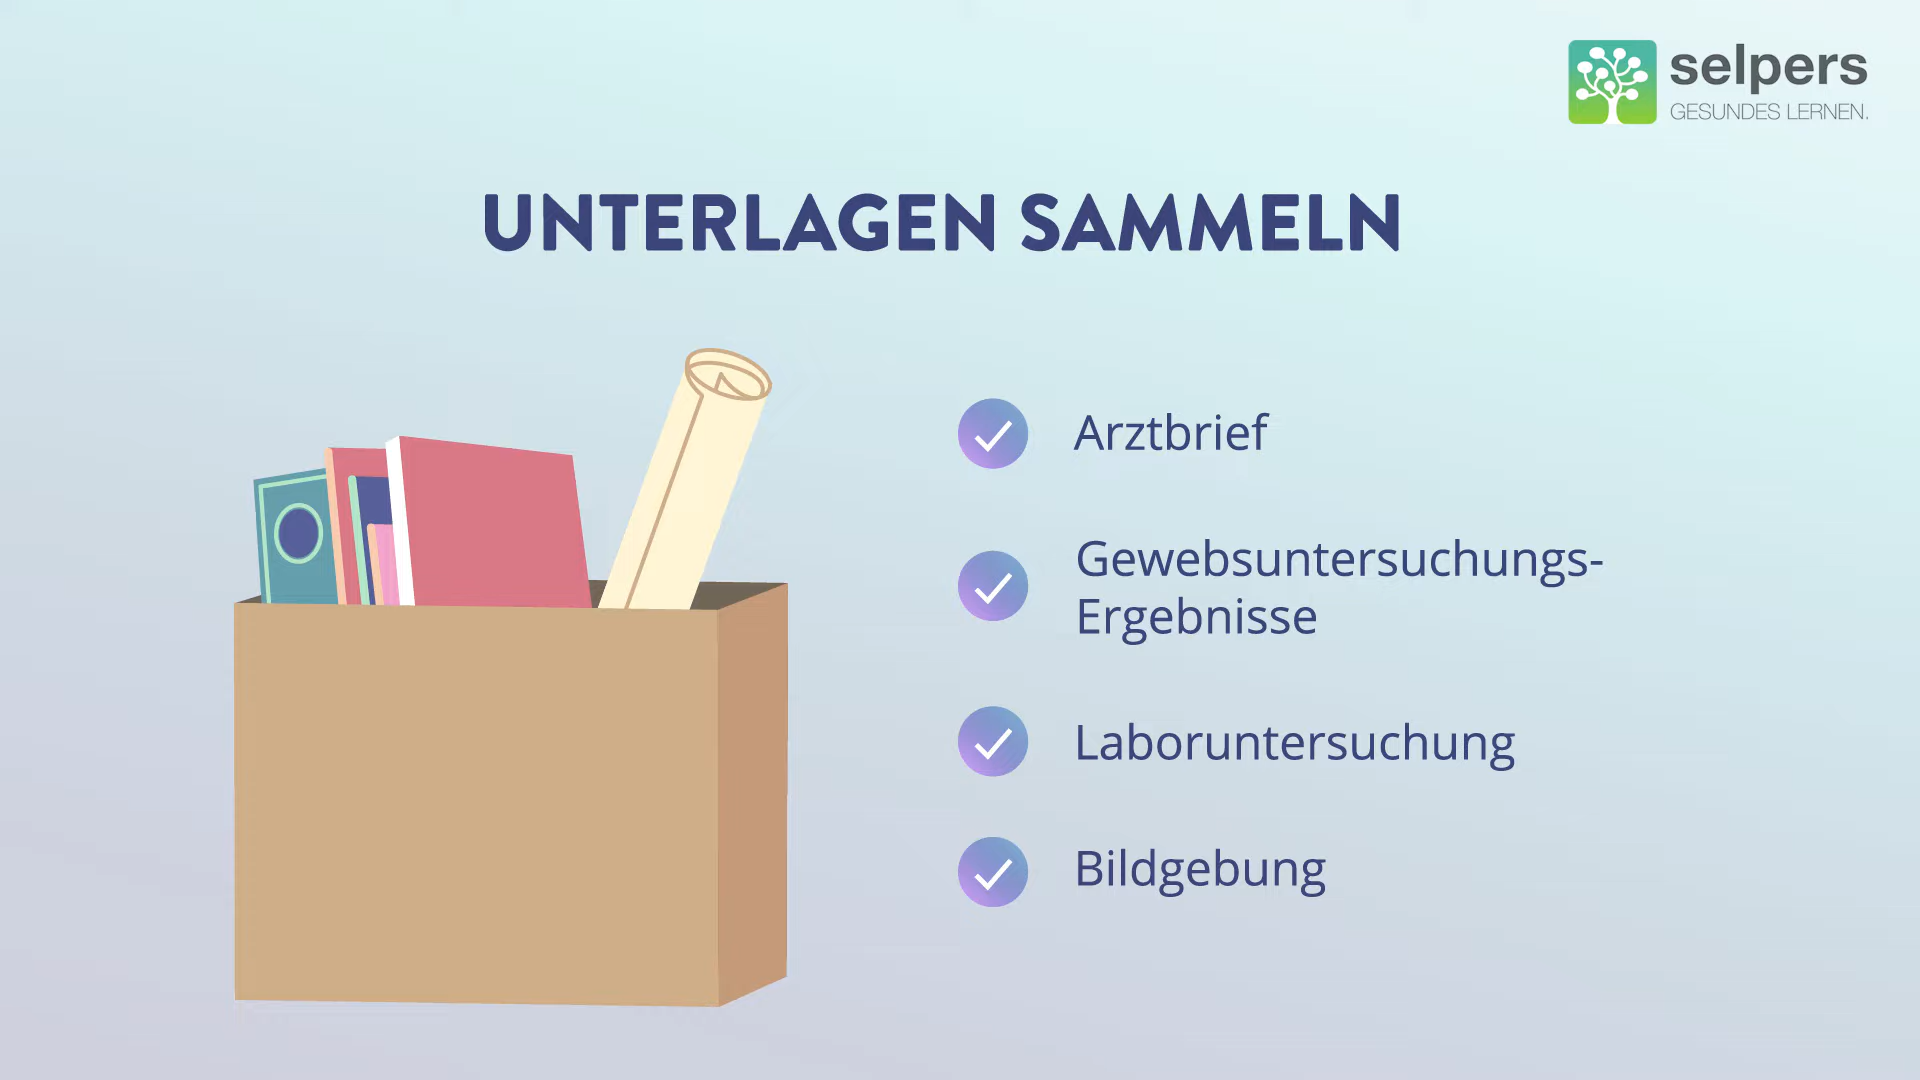 selpers
GESUNDES LERNEN.
UNTERLAGEN SAMMELN
Arztbrief
Gewebsuntersuchungs-
Ergebnisse
Laboruntersuchung
Bildgebung